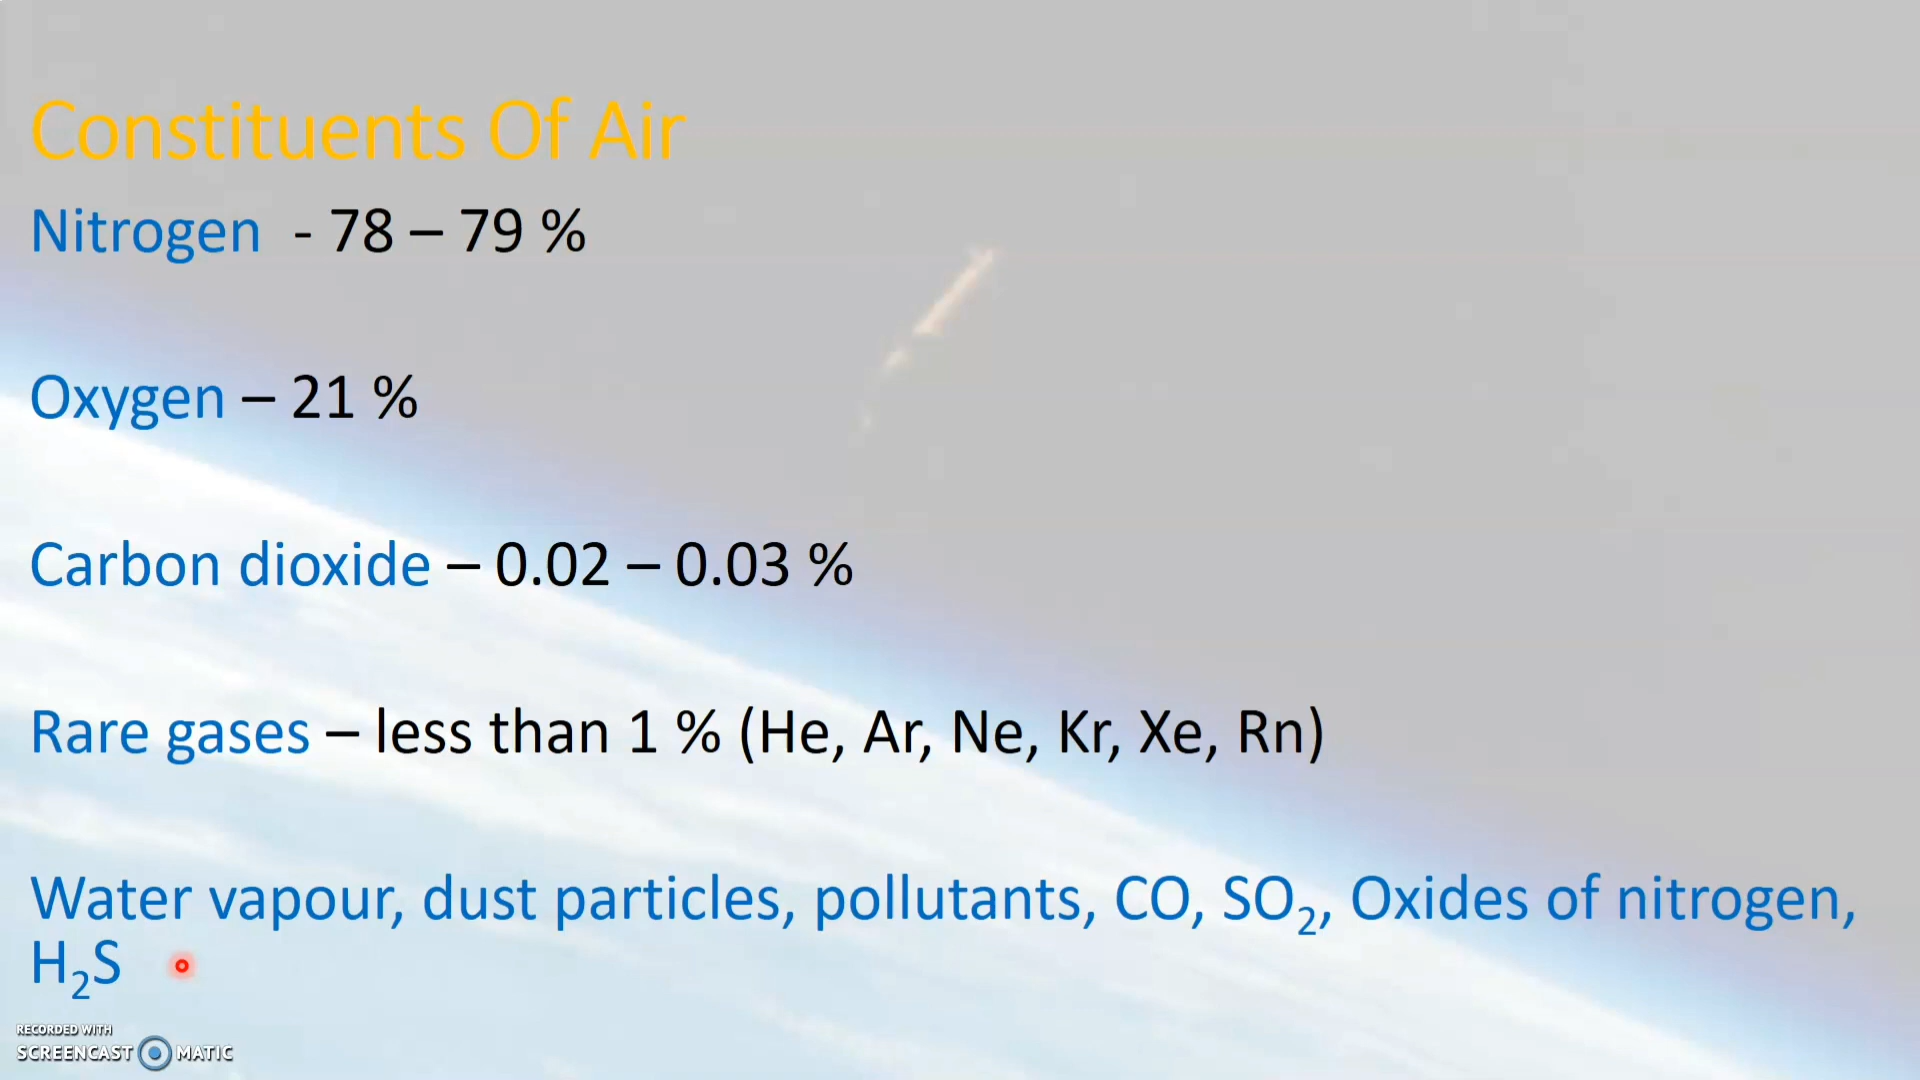 Constituents Of Air
Nitrogen - 78 – 79 %
Oxygen – 21 %
Carbon dioxide – 0.02 – 0.03 %
Rare gases – less than 1 % (He, Ar, Ne, Kr, Xe, Rn)
Water vapour, dust particles, pollutants, CO, SO₂, Oxides of nitrogen,
H₂S
RECORDED WITH
SCREENCAST MATIC